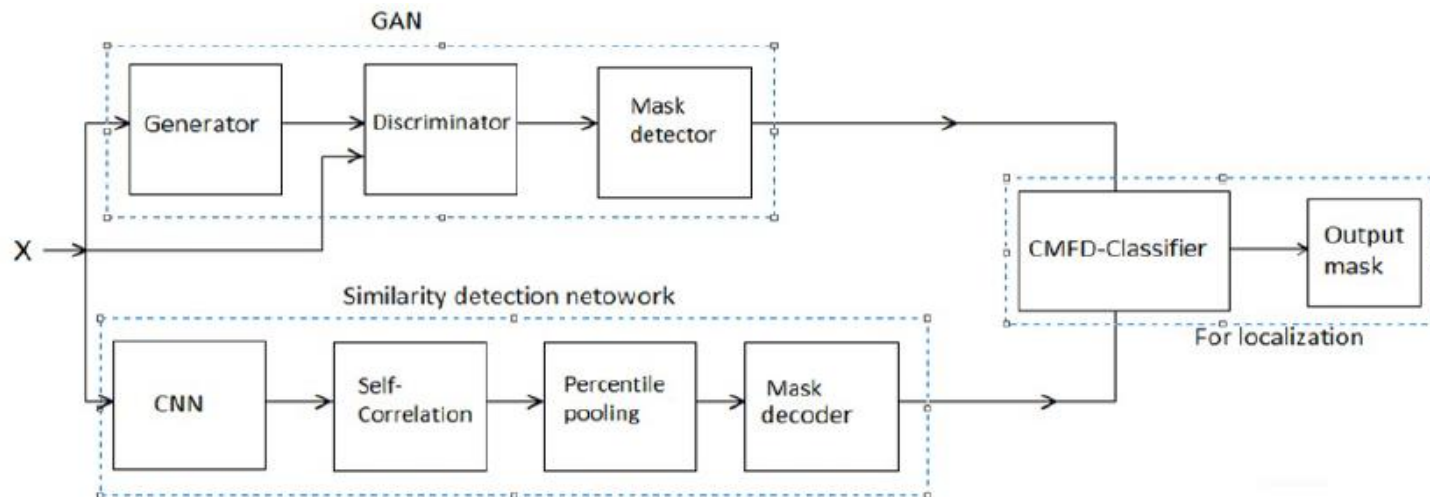 GAN
Generator
Discriminator
Mask
detector
X
CMFD-Classifier
Output
mask
For localization
Similarity detection netowork
CNN
Self-
Correlation
Percentile
pooling
Mask
decoder